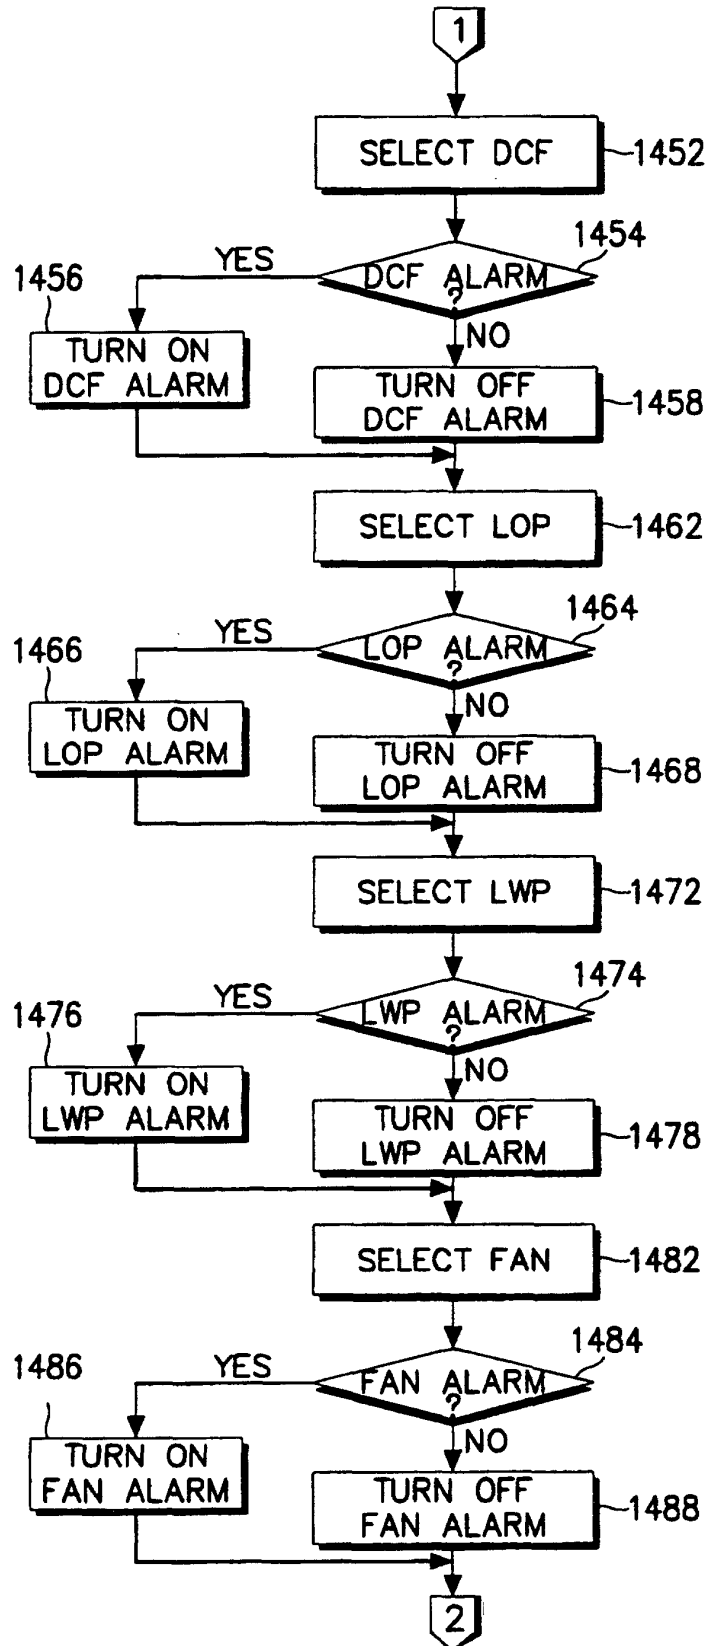 1
SELECT DCF
1452
1454
DCF ALARM
?
YES
NO
1456
TURN ON
DCF ALARM
TURN OFF
DCF ALARM
1458
SELECT LOP
1462
1464
LOP ALARM
?
YES
NO
1466
TURN ON
LOP ALARM
TURN OFF
LOP ALARM
1468
SELECT LWP
1472
1474
LWP ALARM
?
YES
NO
1476
TURN ON
LWP ALARM
TURN OFF
LWP ALARM
1478
SELECT FAN
1482
1484
FAN ALARM
?
YES
NO
1486
TURN ON
FAN ALARM
TURN OFF
FAN ALARM
1488
2